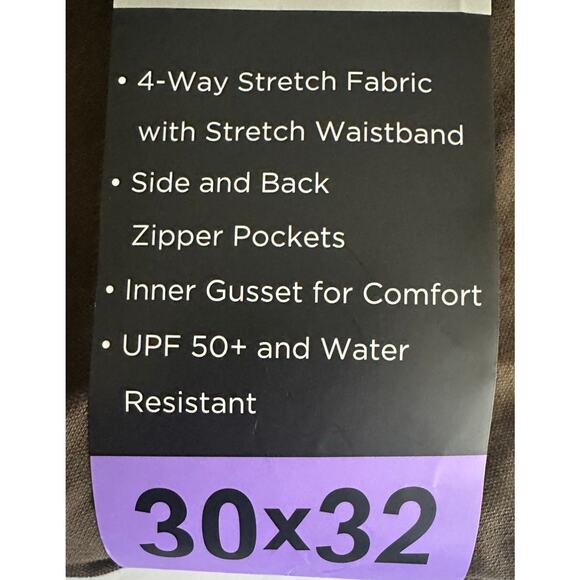 • 4-Way Stretch Fabric
with Stretch Waistband
• Side and Back
Zipper Pockets
• Inner Gusset for Comfort
• UPF 50+ and Water
Resistant
30x32